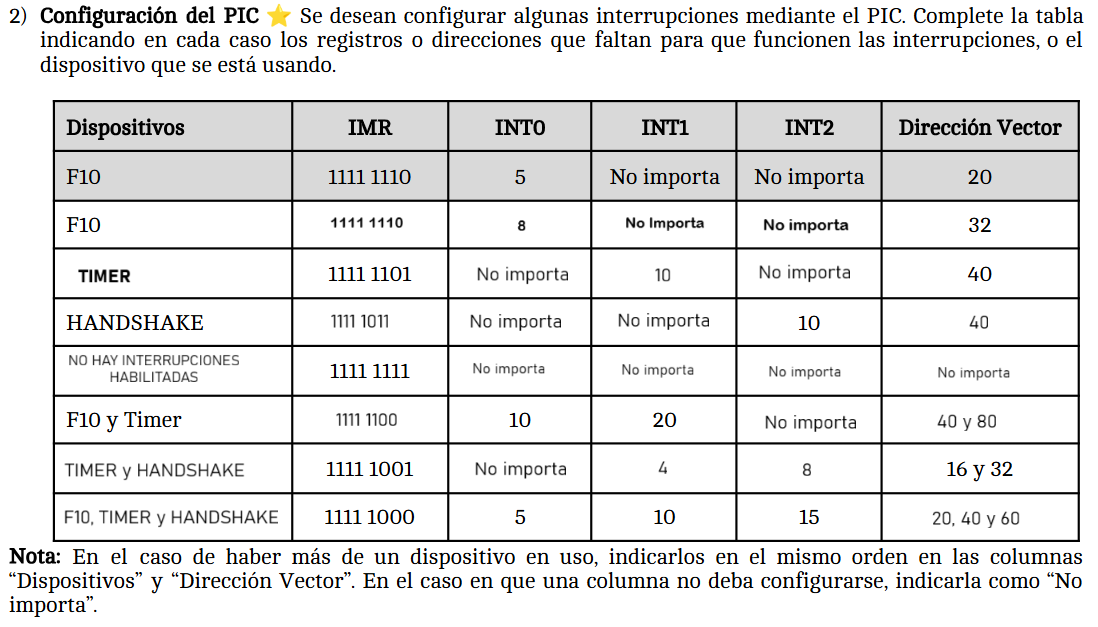 2) Configuración del PIC ⭐ Se desean configurar algunas interrupciones mediante el PIC. Complete la tabla
indicando en cada caso los registros o direcciones que faltan para que funcionen las interrupciones, o el
dispositivo que se está usando.
Dispositivos IMR INT0 INT1 INT2 Dirección Vector
F10 1111 1110 5 No importa No importa 20
F10 1111 1110 8 No Importa No importa 32
TIMER 1111 1101 No importa 10 No importa 40
HANDSHAKE 1111 1011 No importa No importa 10 40
NO HAY INTERRUPCIONES
HABILITADAS 1111 1111 No importa No importa No importa No importa
F10 y Timer 1111 1100 10 20 No importa 40 y 80
TIMER y HANDSHAKE 1111 1001 No importa 4 8 16 y 32
F10, TIMER y HANDSHAKE 1111 1000 5 10 15 20, 40 y 60
Nota: En el caso de haber más de un dispositivo en uso, indicarlos en el mismo orden en las columnas
“Dispositivos” y “Dirección Vector”. En el caso en que una columna no deba configurarse, indicarla como “No
importa”.